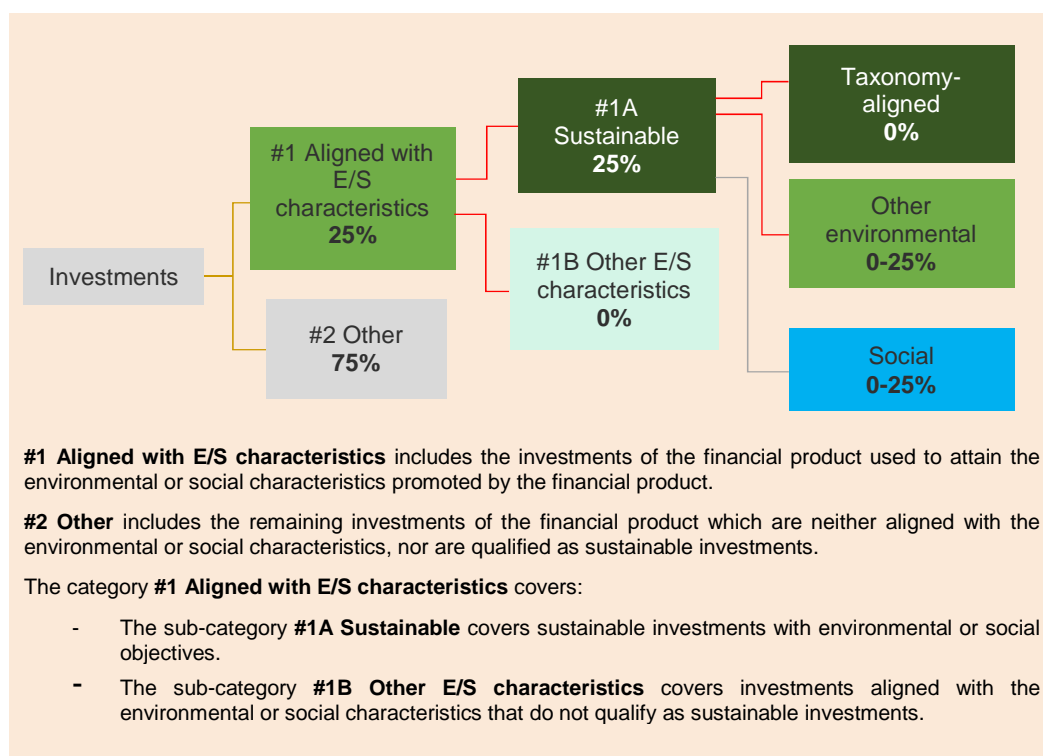 Investments
#1 Aligned with
E/S
characteristics
25%
#2 Other
75%
#1A
Sustainable
25%
#1B Other E/S
characteristics
0%
Taxonomy-
aligned
0%
Other
environmental
0-25%
Social
0-25%
#1 Aligned with E/S characteristics includes the investments of the financial product used to attain the
environmental or social characteristics promoted by the financial product.
#2 Other includes the remaining investments of the financial product which are neither aligned with the
environmental or social characteristics, nor are qualified as sustainable investments.
The category #1 Aligned with E/S characteristics covers:
- The sub-category #1A Sustainable covers sustainable investments with environmental or social
objectives.
- The sub-category #1B Other E/S characteristics covers investments aligned with the
environmental or social characteristics that do not qualify as sustainable investments.